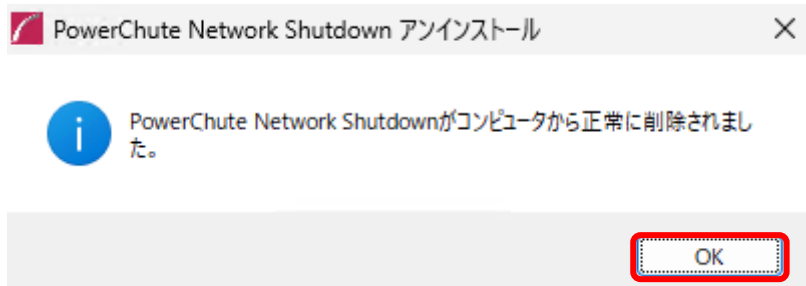 PowerChute Network Shutdown アンインストール
PowerChute Network Shutdownがコンピュータから正常に削除されまし
た。
OK